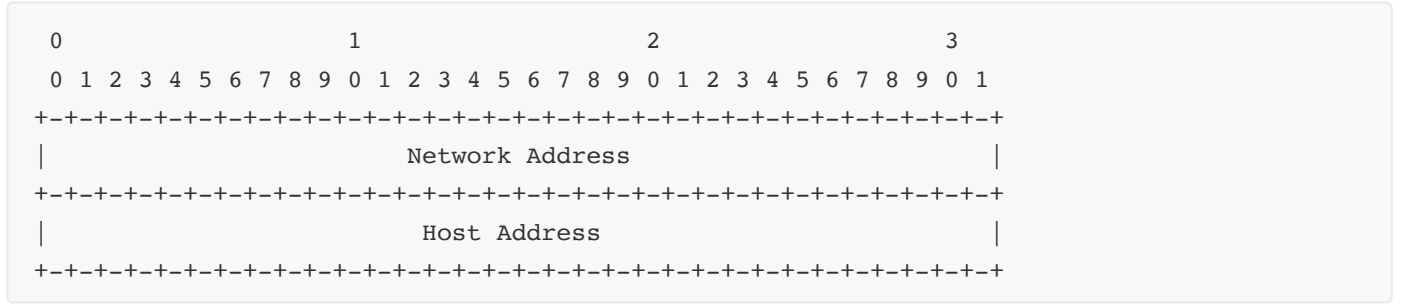 0                   1                   2                   3
 0 1 2 3 4 5 6 7 8 9 0 1 2 3 4 5 6 7 8 9 0 1 2 3 4 5 6 7 8 9 0 1
+-+-+-+-+-+-+-+-+-+-+-+-+-+-+-+-+-+-+-+-+-+-+-+-+-+-+-+-+-+-+-+-+
|                        Network Address                        |
+-+-+-+-+-+-+-+-+-+-+-+-+-+-+-+-+-+-+-+-+-+-+-+-+-+-+-+-+-+-+-+-+
|                         Host Address                          |
+-+-+-+-+-+-+-+-+-+-+-+-+-+-+-+-+-+-+-+-+-+-+-+-+-+-+-+-+-+-+-+-+